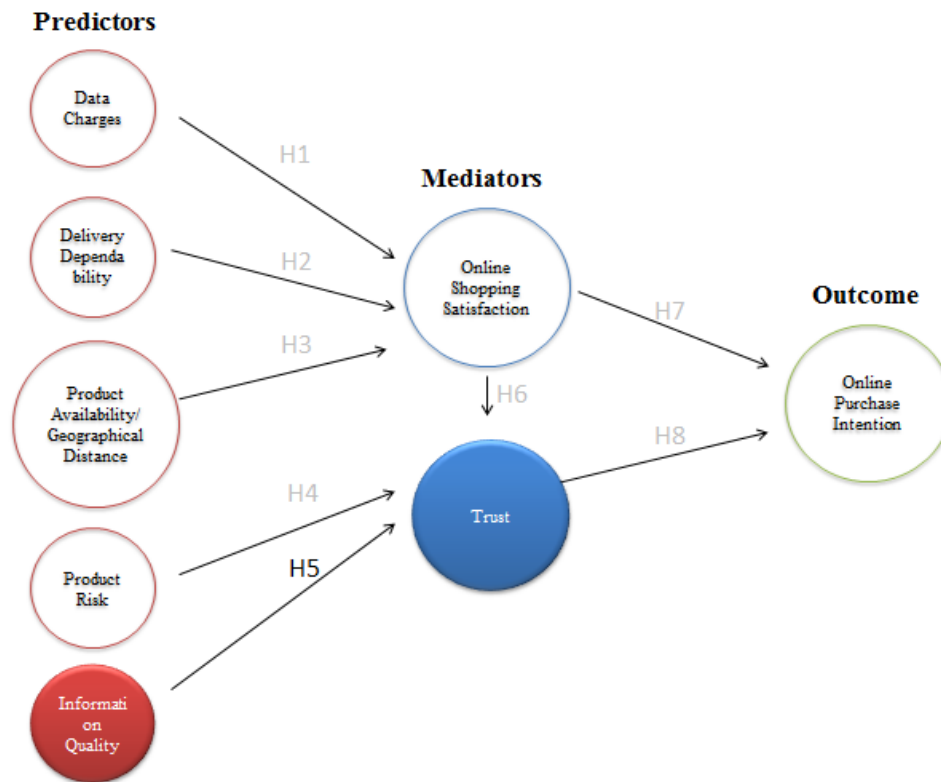 Predictors
Data
Charges
H1
Mediators
Delivery
Dependa
bility
H2
Online
Shopping
Satisfaction
Outcome
H7
H3
Product
Availability/
Geographical
Distance
H6
Online
Purchase
Intention
H8
H4
Trust
Product
Risk
H5
Informati
on
Quality